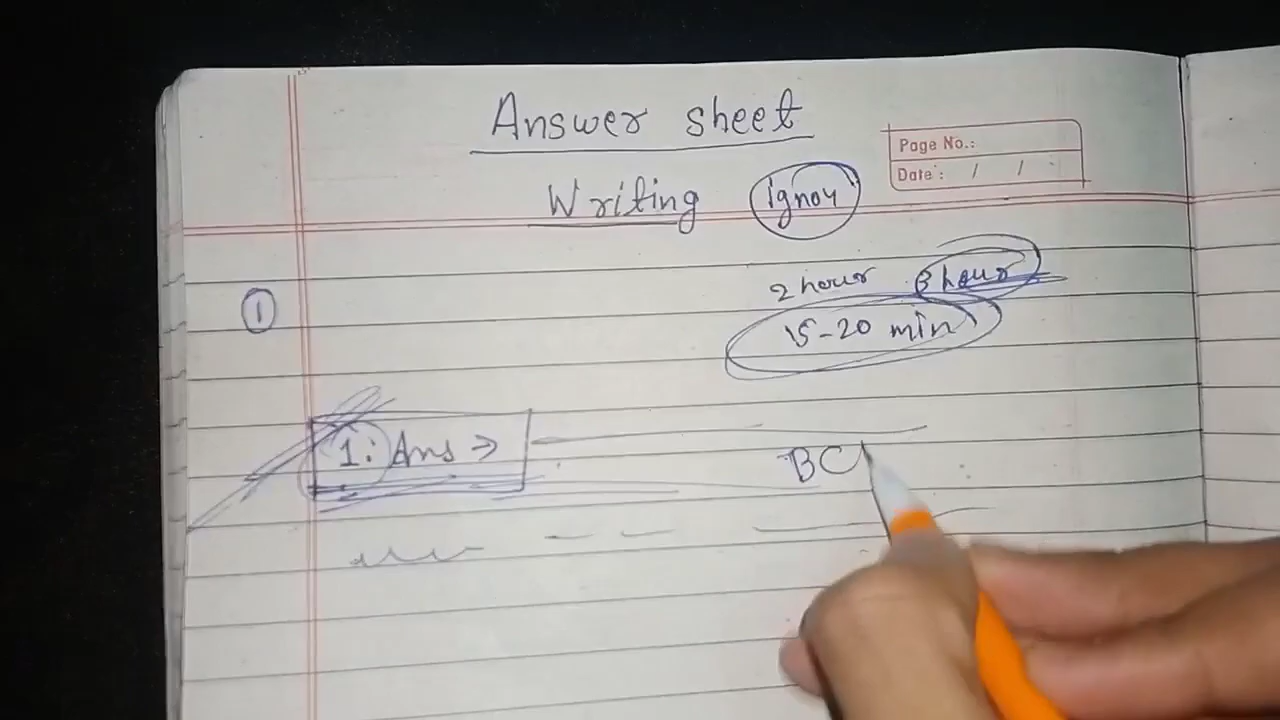 Answer sheet
Page No.:
Date: / /
Writing ignou
2 hour 3 hour
1
15-20 min
1: Ans →
BC